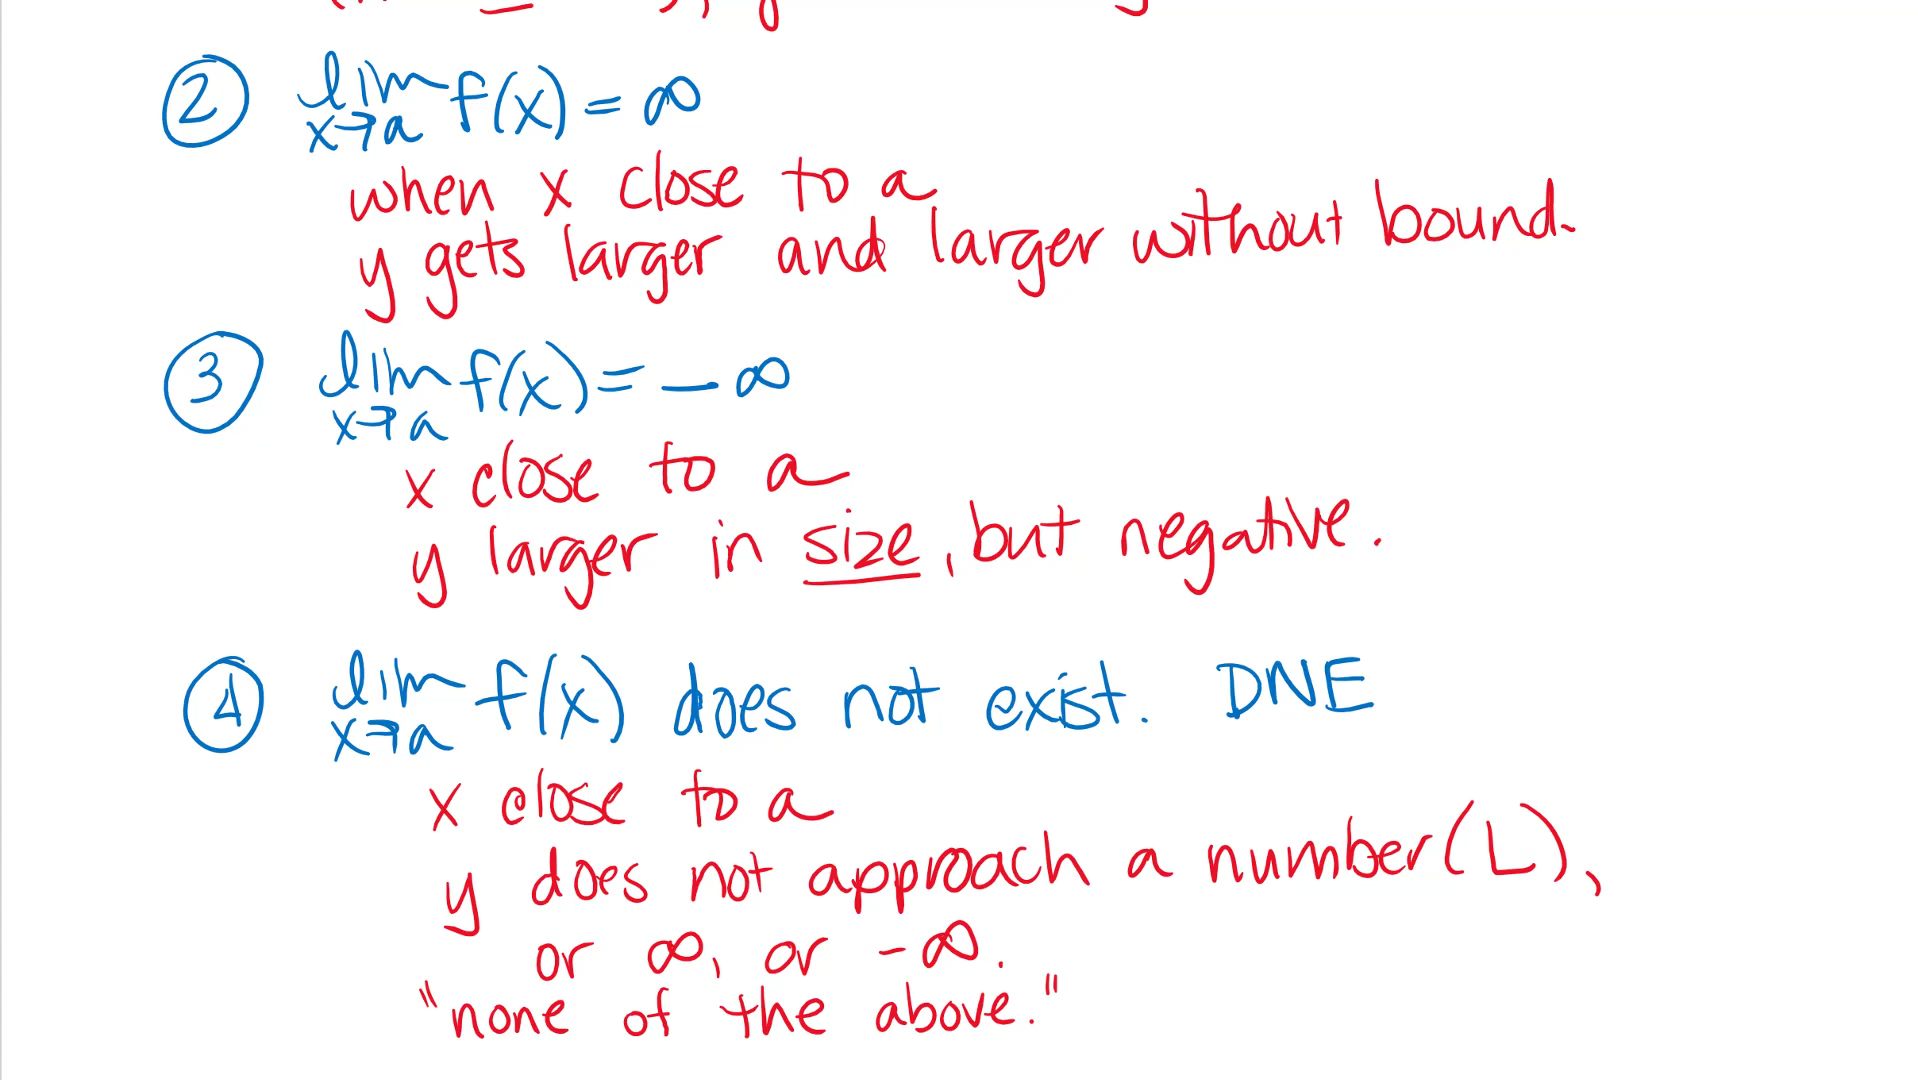 ② lim f(x) = ∞
x→a
when x close to a
y gets larger and larger without bound.
③ lim f(x) = - ∞
x→a
x close to a
y larger in size, but negative.
④ lim f(x) does not exist. DNE
x→a
x close to a
y does not approach a number (L),
or ∞, or -∞.
"none of the above."